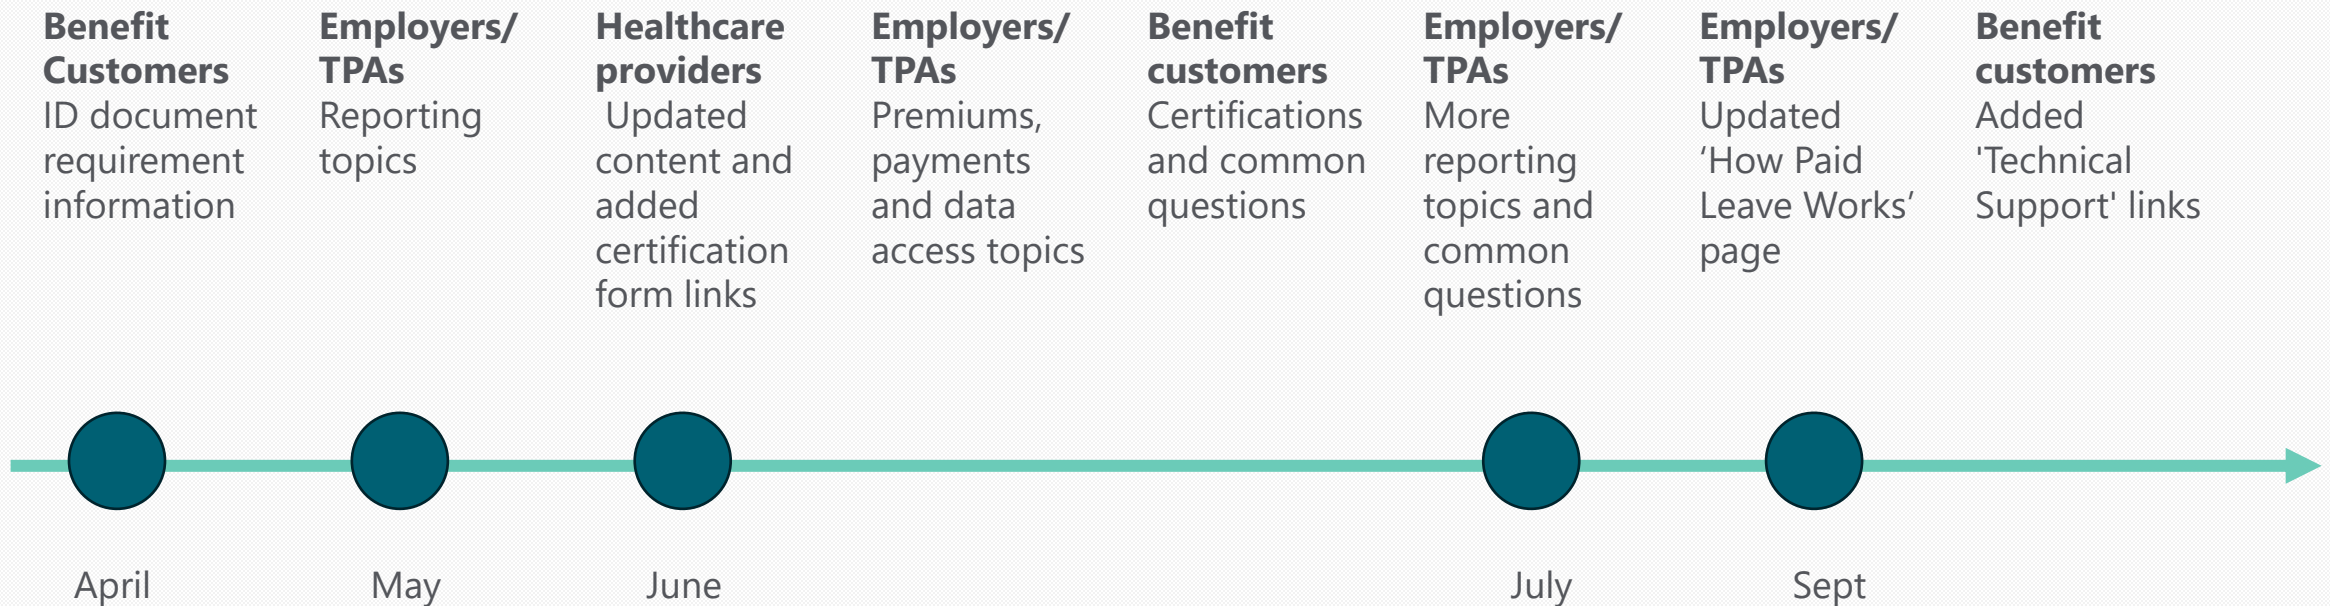 Benefit
Customers
ID document
requirement
information
Employers/
TPAs
Reporting
topics
Healthcare
providers
Updated
content and
added
certification
form links
Employers/
TPAs
Premiums,
payments
and data
access topics
Benefit
customers
Certifications
and common
questions
Employers/
TPAs
More
reporting
topics and
common
questions
Employers/
TPAs
Updated
‘How Paid
Leave Works’
page
Benefit
customers
Added
'Technical
Support' links
April
May
June
July
Sept